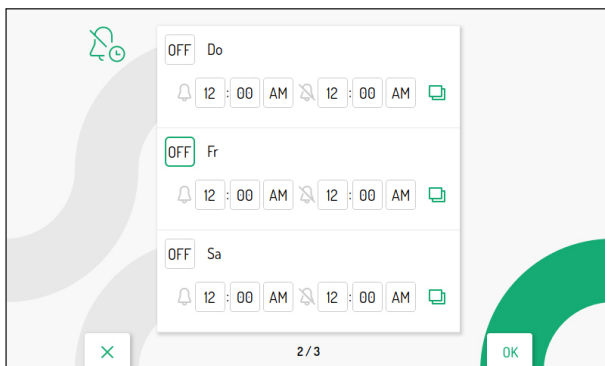 OFF Do
12 : 00 AM 12 : 00 AM
OFF Fr
12 : 00 AM 12 : 00 AM
OFF Sa
12 : 00 AM 12 : 00 AM
2/3
OK